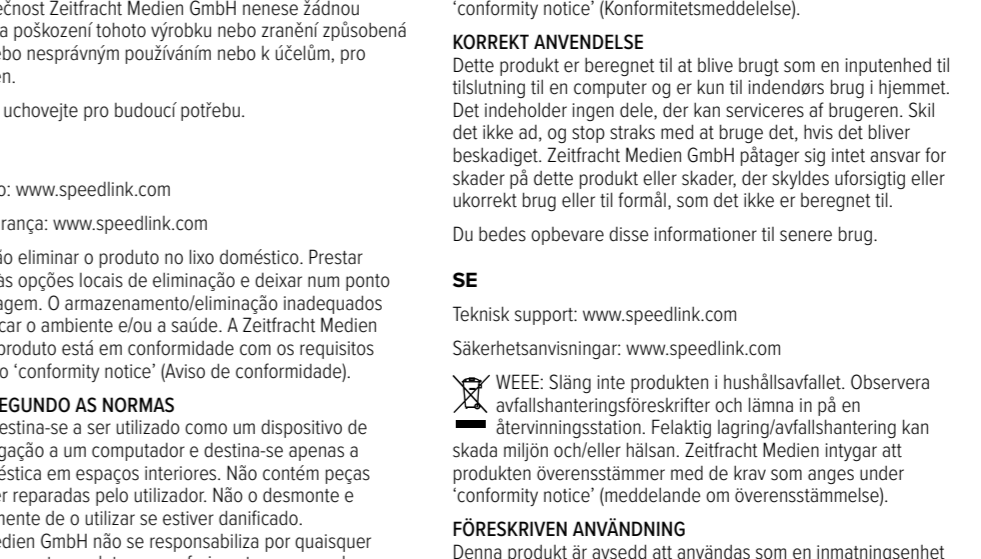 ečnost Zeitfracht Medien GmbH nenese žádnou
a poškození tohoto výrobku nebo zranění způsobená
ebo nesprávným používáním nebo k účelům, pro
en.
uchovejte pro budoucí potřebu.
o: www.speedlink.com
rança: www.speedlink.com
ão eliminar o produto no lixo doméstico. Prestar
às opções locais de eliminação e deixar num ponto
agem. O armazenamento/eliminação inadequados
car o ambiente e/ou a saúde. A Zeitfracht Medien
produto está em conformidade com os requisitos
o ‘conformity notice’ (Aviso de conformidade).
EGUNDO AS NORMAS
estina-se a ser utilizado como um dispositivo de
gação a um computador e destina-se apenas a
éstica em espaços interiores. Não contém peças
er reparadas pelo utilizador. Não o desmonte e
mente de o utilizar se estiver danificado.
edien GmbH não se responsabiliza por quaisquer
‘conformity notice’ (Konformitetsmeddelelse).
KORREKT ANVENDELSE
Dette produkt er beregnet til at blive brugt som en inputenhed til
tilslutning til en computer og er kun til indendørs brug i hjemmet.
Det indeholder ingen dele, der kan serviceres af brugeren. Skil
det ikke ad, og stop straks med at bruge det, hvis det bliver
beskadiget. Zeitfracht Medien GmbH påtager sig intet ansvar for
skader på dette produkt eller skader, der skyldes uforsigtig eller
ukorrekt brug eller til formål, som det ikke er beregnet til.
Du bedes opbevare disse informationer til senere brug.
SE
Teknisk support: www.speedlink.com
Säkerhetsanvisningar: www.speedlink.com
WEEE: Släng inte produkten i hushållsavfallet. Observera
avfallshanteringsföreskrifter och lämna in på en
återvinningsstation. Felaktig lagring/avfallshantering kan
skada miljön och/eller hälsan. Zeitfracht Medien intygar att
produkten överensstämmer med de krav som anges under
‘conformity notice’ (meddelande om överensstämmelse).
FÖRESKRIVEN ANVÄNDNING
Denna produkt är avsedd att användas som en inmatningsenhet